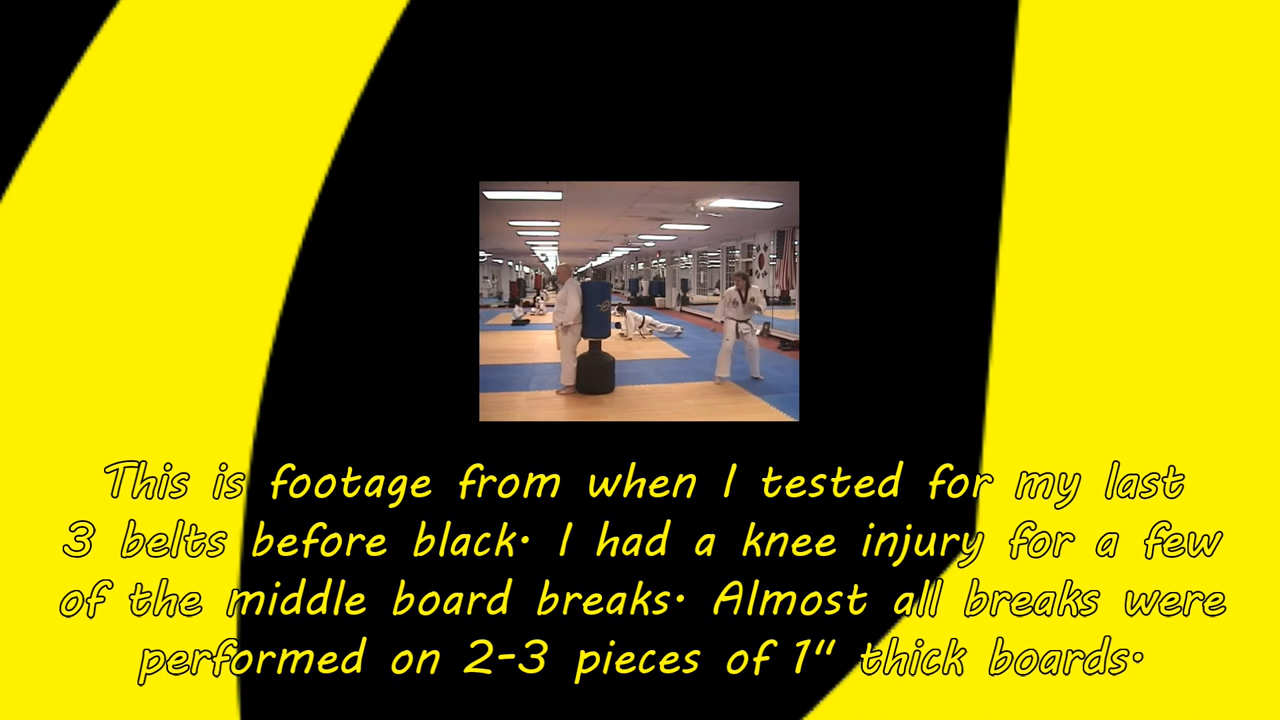 This is footage from when I tested for my last
3 belts before black. I had a knee injury for a few
of the middle board breaks. Almost all breaks were
performed on 2-3 pieces of 1" thick boards.